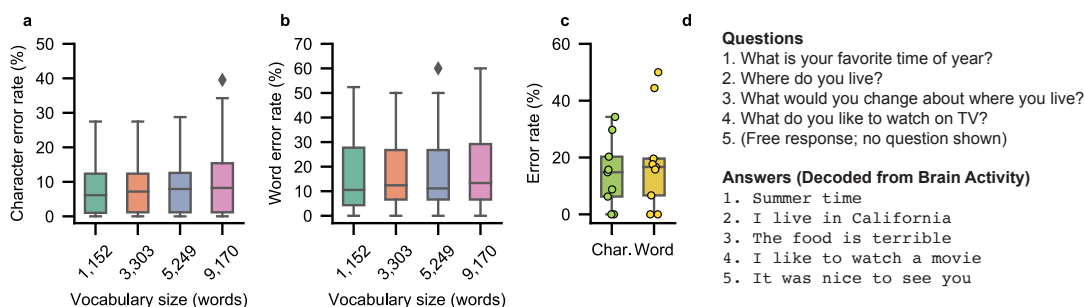 a
Character error rate (%)
50
40
30
20
10
0
1,152
3,303
5,249
9,170
Vocabulary size (words)
b
Word error rate (%)
70
60
50
40
30
20
10
0
1,152
3,303
5,249
9,170
Vocabulary size (words)
c
Error rate (%)
60
40
20
0
Char. Word
d
Questions
1. What is your favorite time of year?
2. Where do you live?
3. What would you change about where you live?
4. What do you like to watch on TV?
5. (Free response; no question shown)
Answers (Decoded from Brain Activity)
1. Summer time
2. I live in California
3. The food is terrible
4. I like to watch a movie
5. It was nice to see you